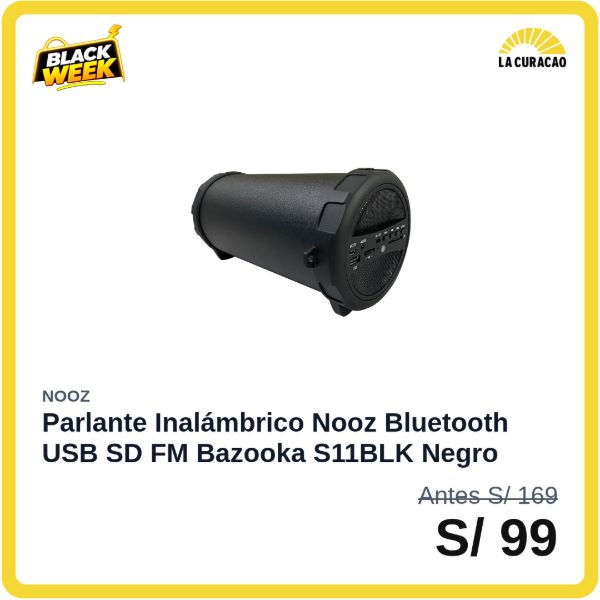 BLACK
WEEK
LA CURACAO
NOOZ
Parlante Inalámbrico Nooz Bluetooth
USB SD FM Bazooka S11BLK Negro
Antes S/ 169
S/ 99